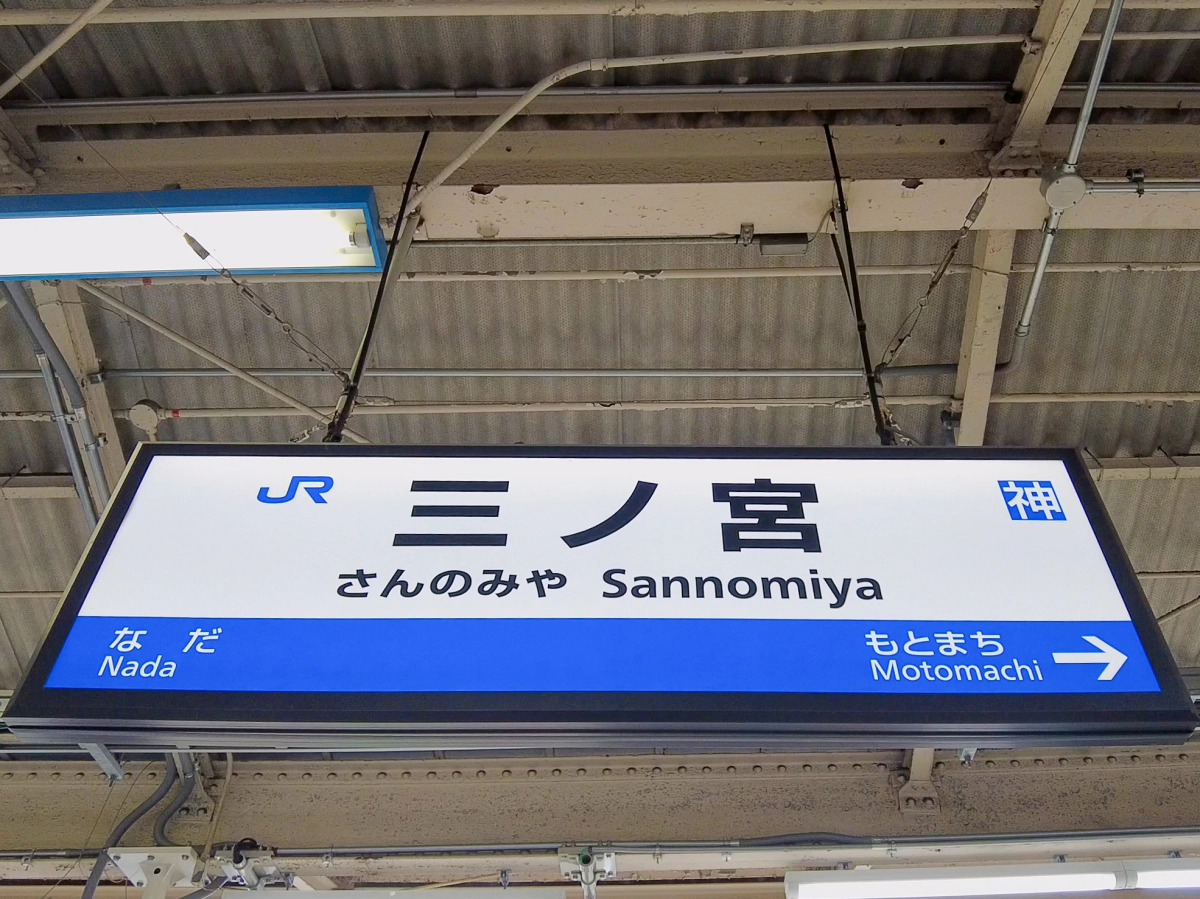 JR 三ノ宮 神
さんのみや Sannomiya
なだ もとまち
Nada Motomachi →